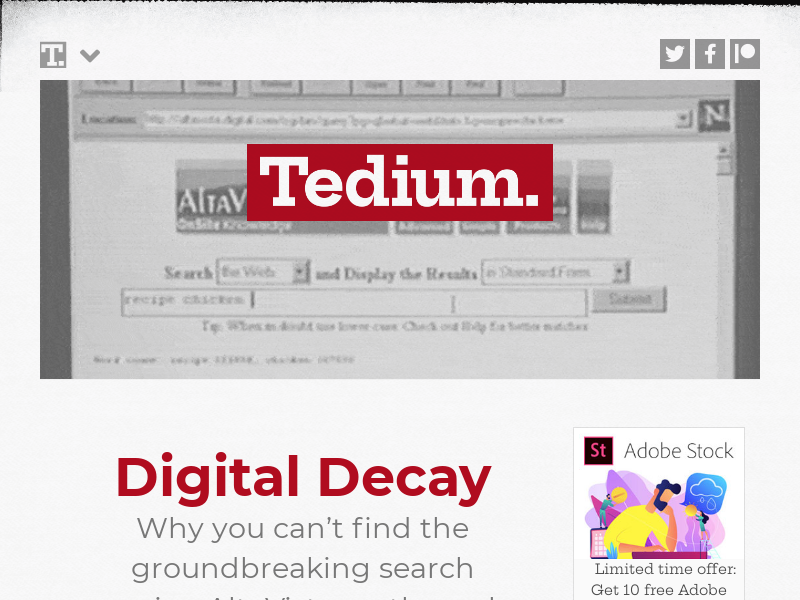 T.
Location:
N
AltaV
Tedium.
Search the Web and Display the Results in Standard Form
recipe chicken
Submit
Tip: When in doubt use lower-case. Check out Help for better matches
Digital Decay
Why you can’t find the
groundbreaking search
St Adobe Stock
Limited time offer:
Get 10 free Adobe